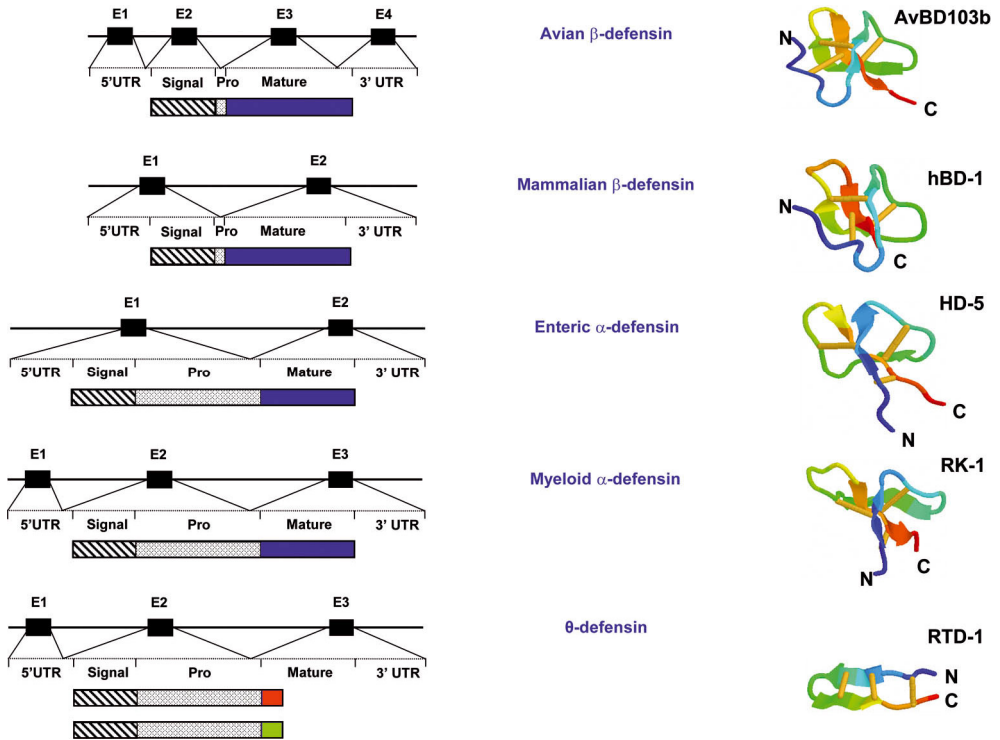 E1 E2 E3 E4
5'UTR Signal Pro Mature 3' UTR
Avian β-defensin
AvBD103b
N
C
E1 E2
5'UTR Signal Pro Mature 3' UTR
Mammalian β-defensin
hBD-1
N
C
E1 E2
5'UTR Signal Pro Mature 3' UTR
Enteric α-defensin
HD-5
C
N
E1 E2 E3
5'UTR Signal Pro Mature 3' UTR
Myeloid α-defensin
RK-1
C
N
E1 E2 E3
5'UTR Signal Pro Mature 3' UTR
θ-defensin
RTD-1
N
C